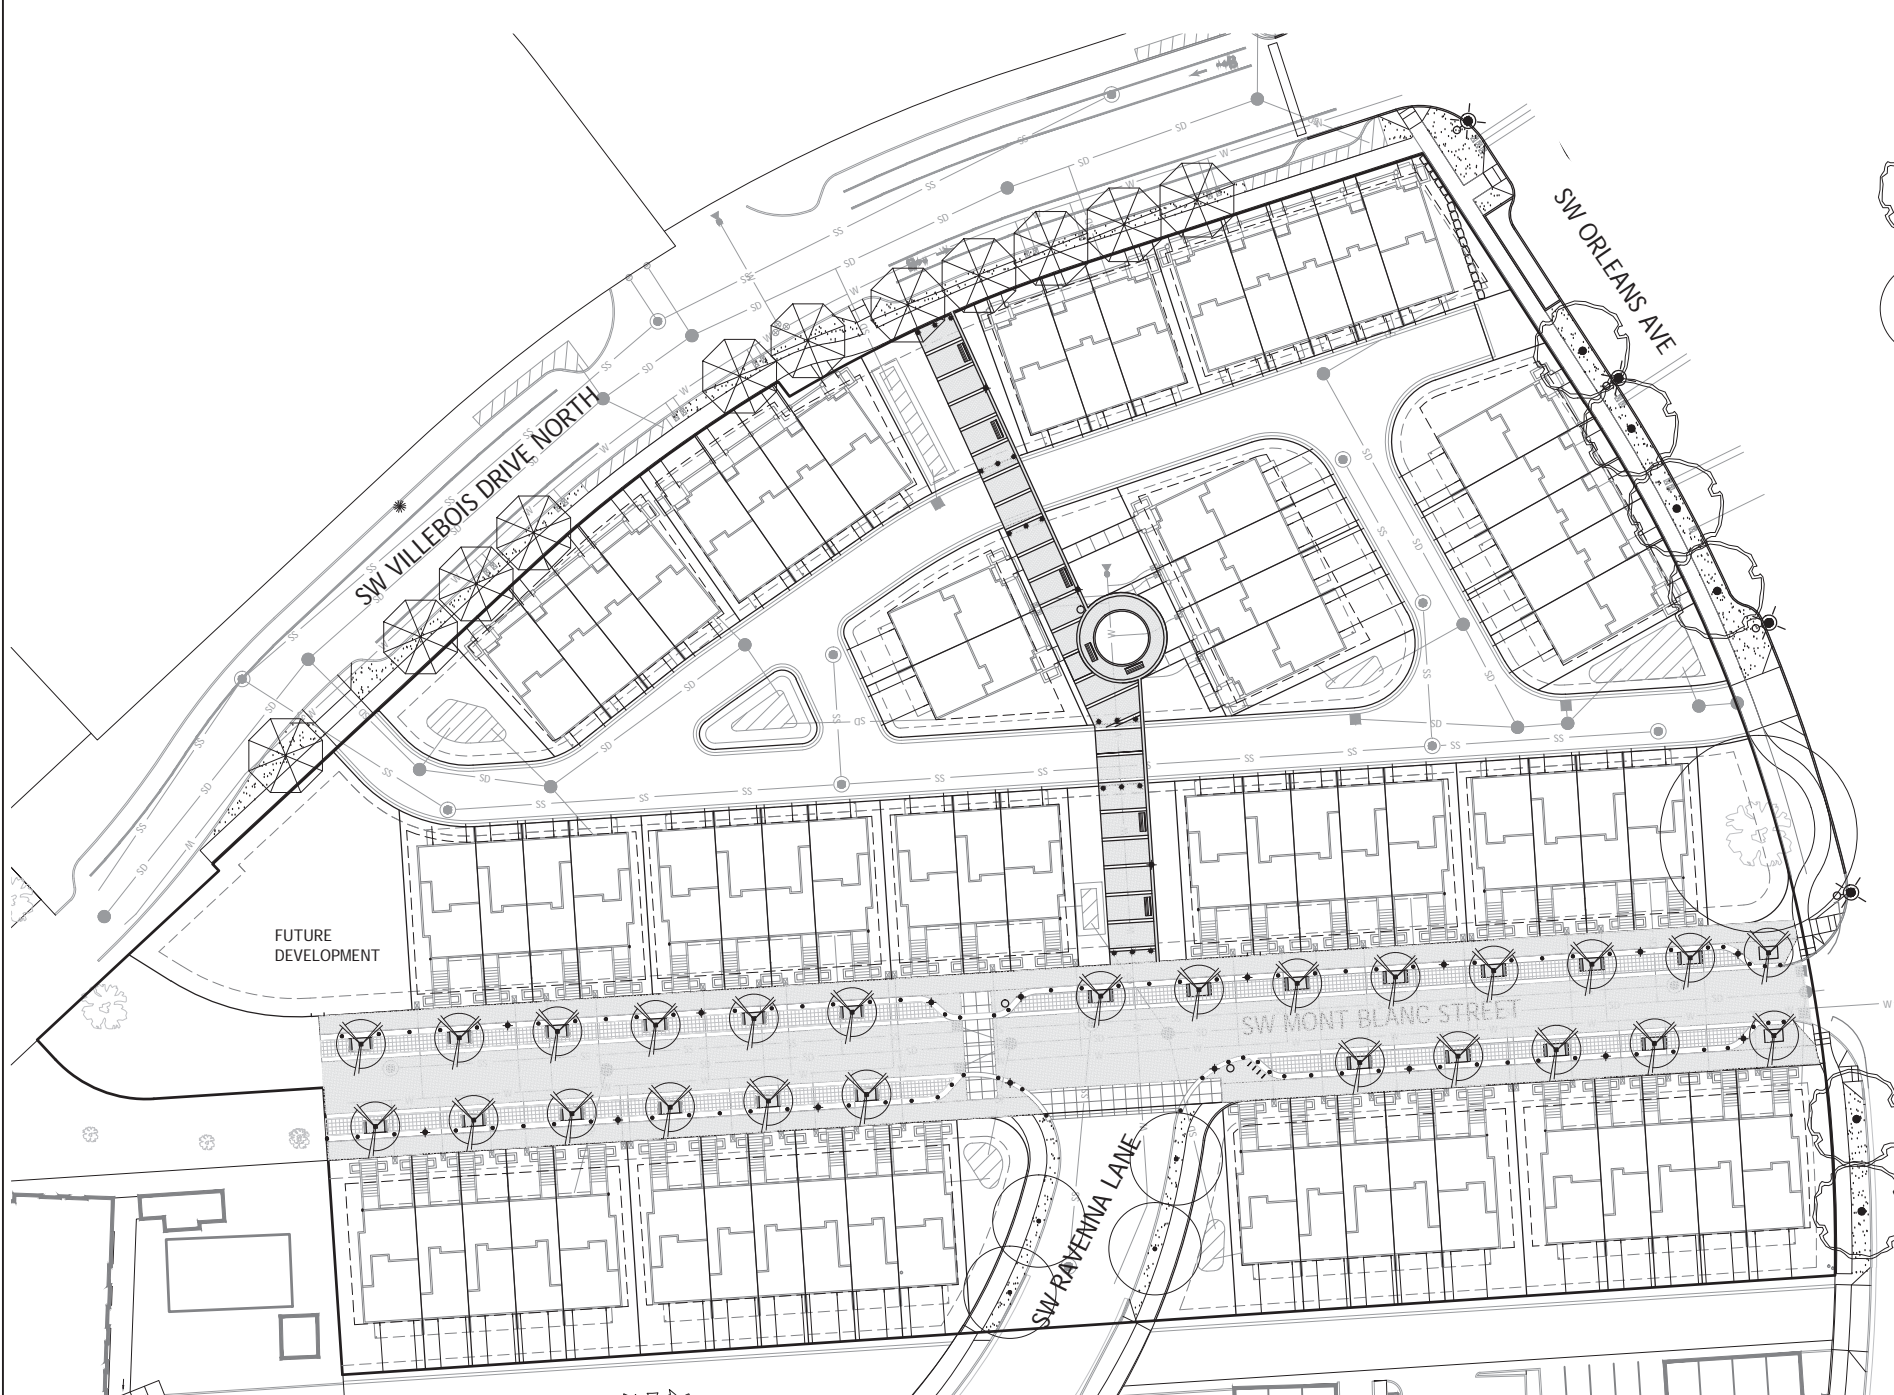 SW ORLEANS AVE
SW VILLEBOIS DRIVE NORTH
FUTURE
DEVELOPMENT
SW MONT BLANC STREET
SW RAVENNA LANE